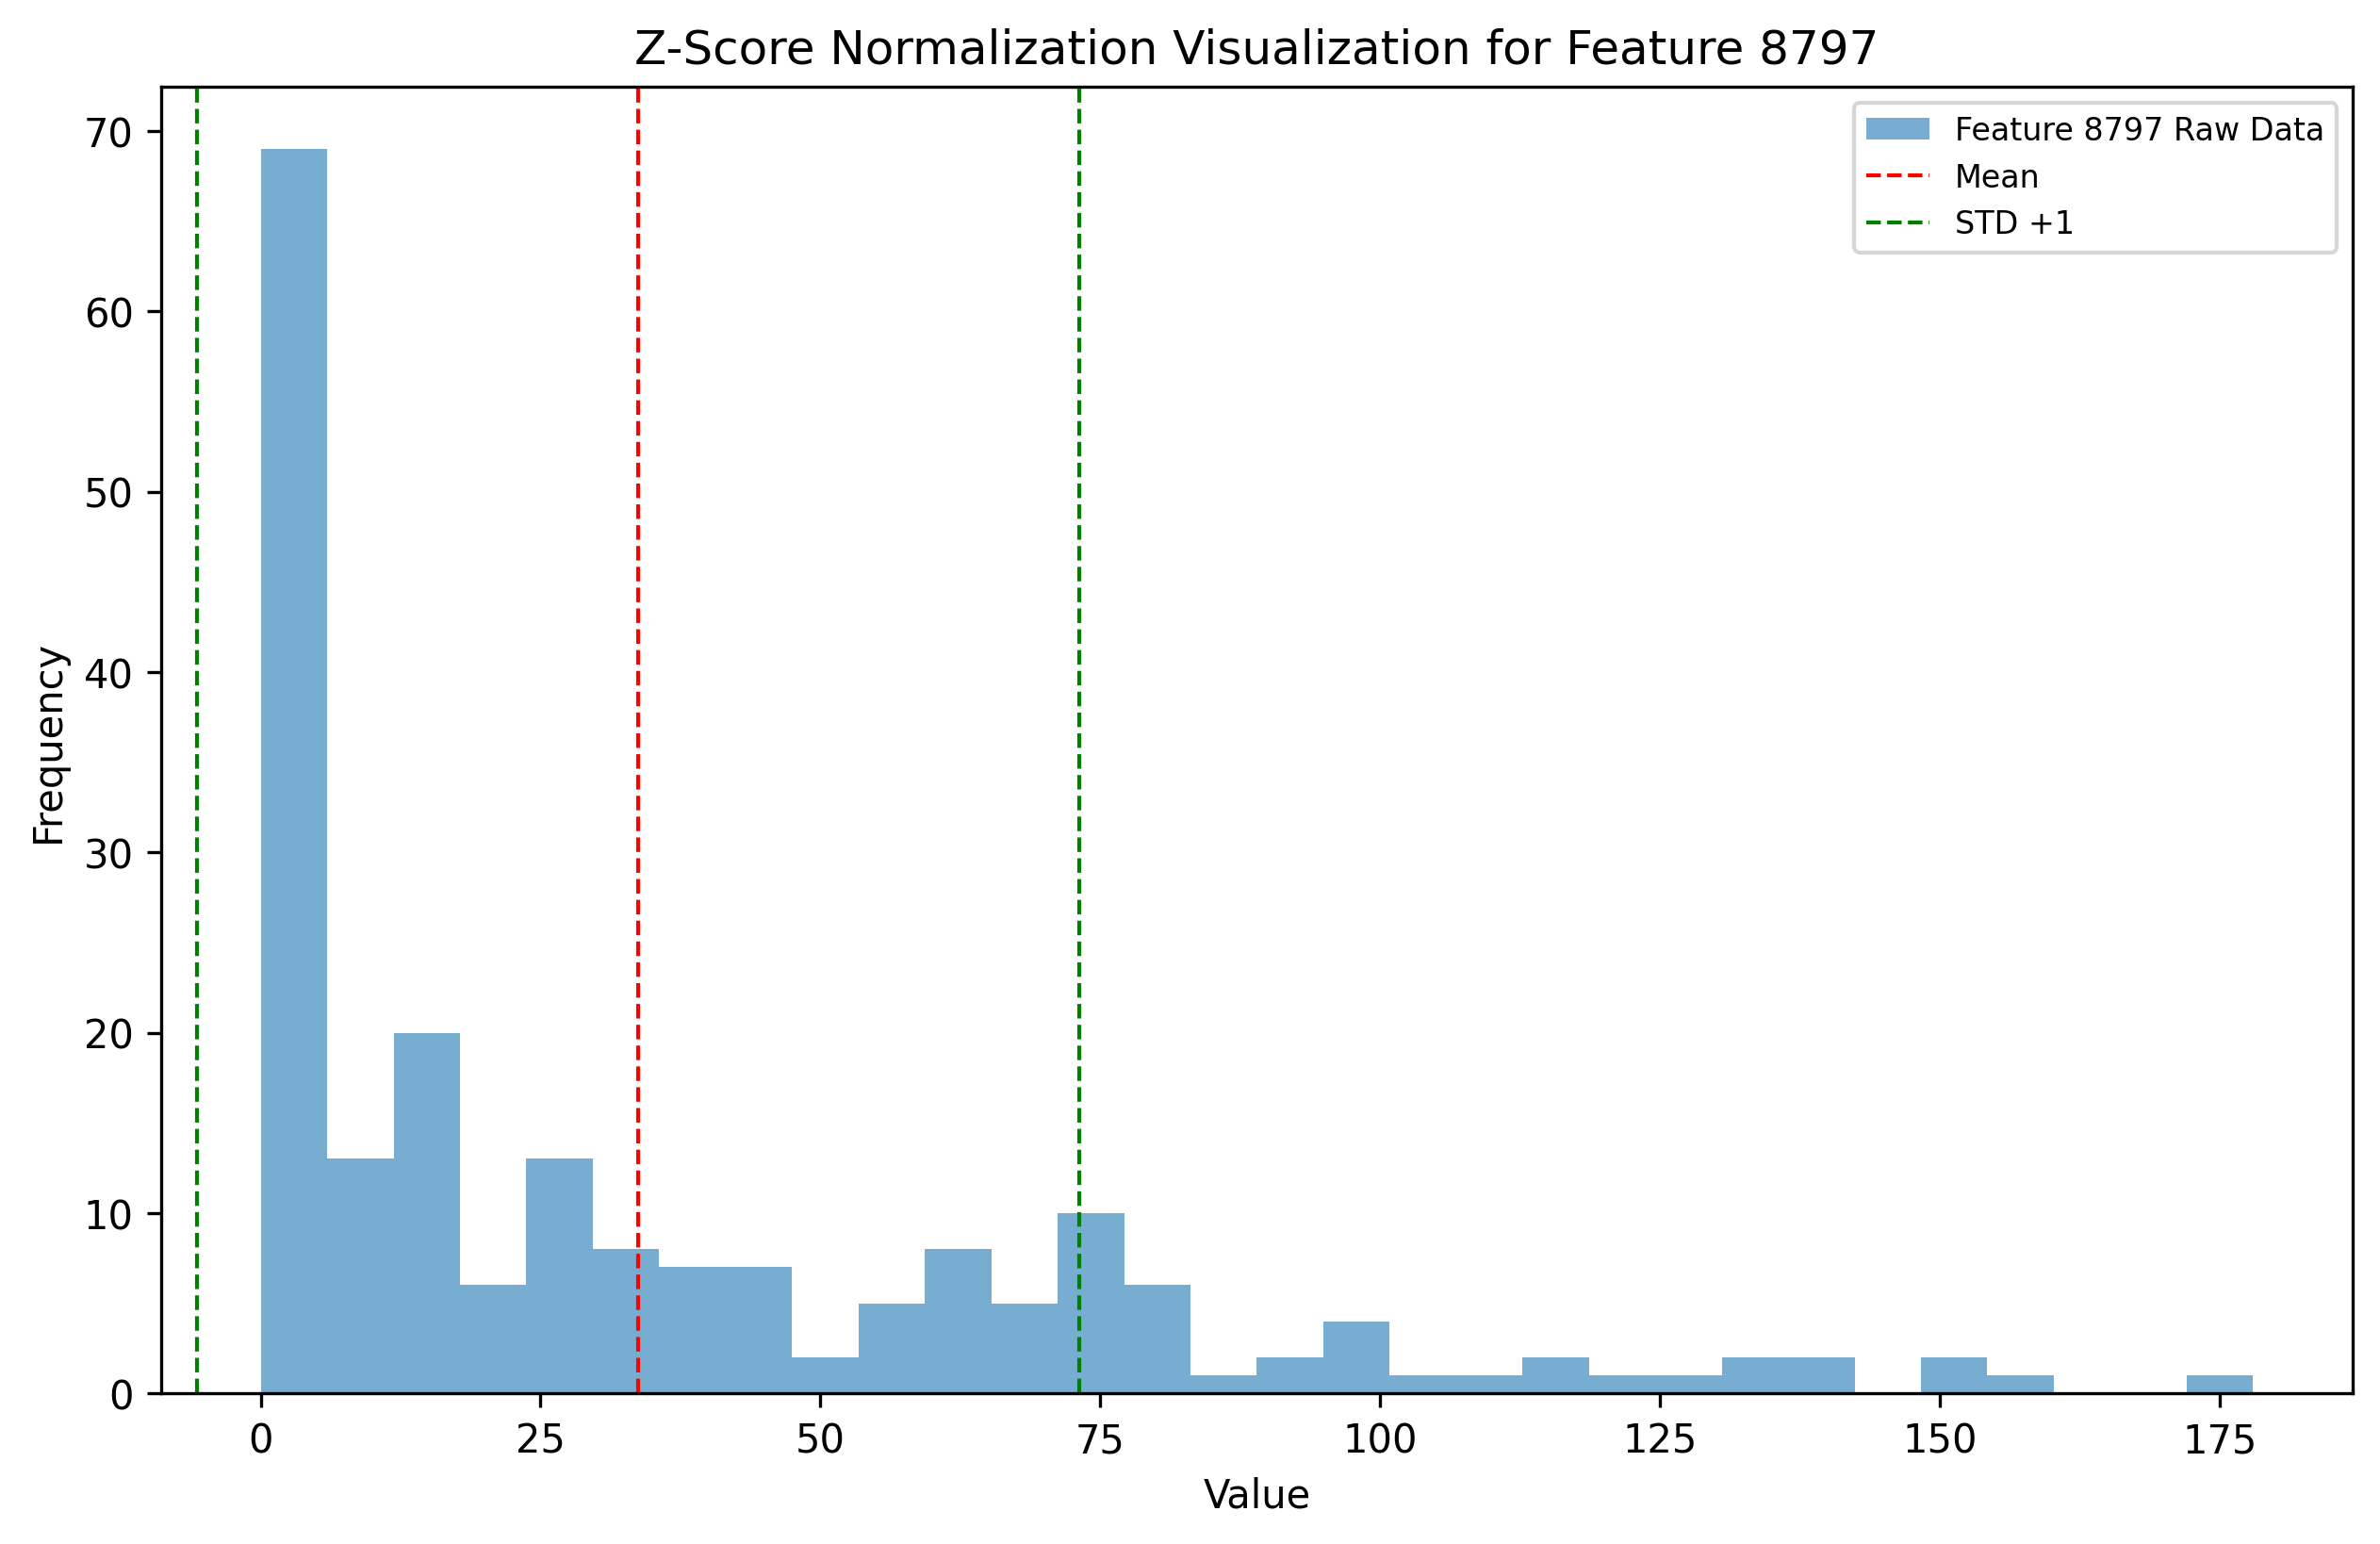 Z-Score Normalization Visualization for Feature 8797
Feature 8797 Raw Data
Mean
STD +1
70
60
50
40
30
20
10
0
Frequency
0 25 50 75 100 125 150 175
Value